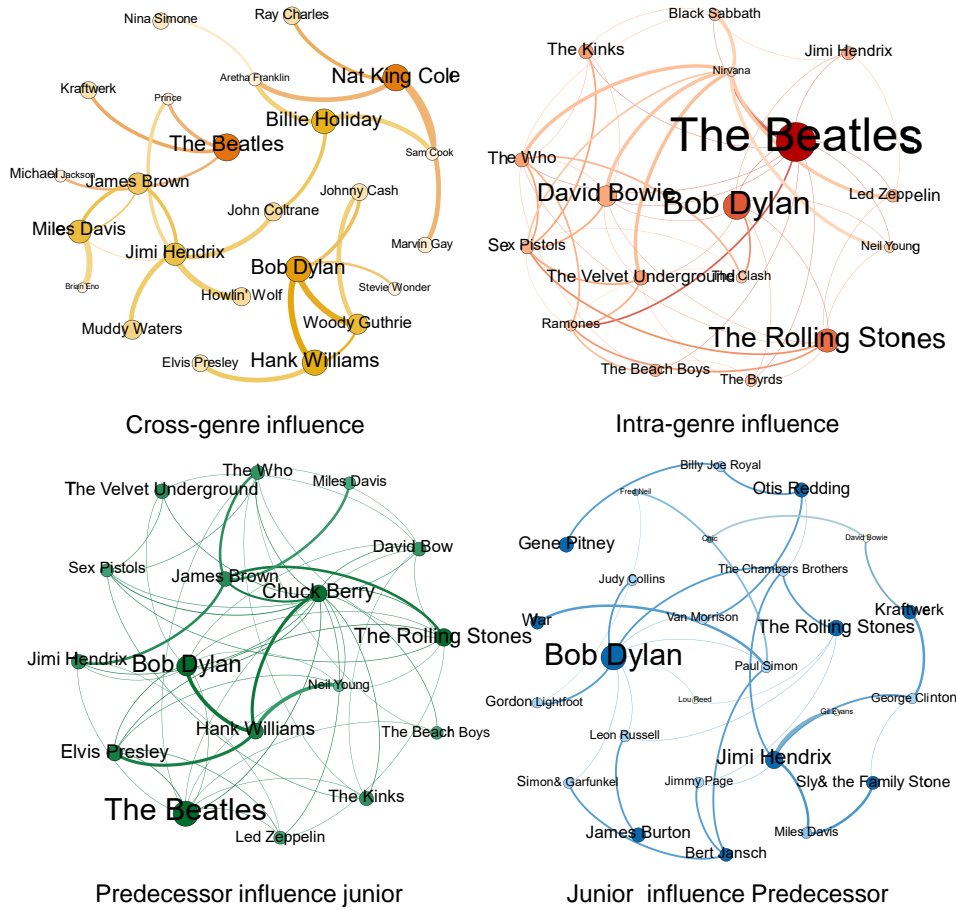 Nina Simone
Ray Charles
Aretha Franklin
Nat King Cole
Kraftwerk
Prince
Billie Holiday
The Beatles
Sam Cook
Michael Jackson
James Brown
Johnny Cash
John Coltrane
Miles Davis
Jimi Hendrix
Marvin Gay
Bob Dylan
Brian Eno
Howlin' Wolf
Stevie Wonder
Muddy Waters
Woody Guthrie
Elvis Presley
Hank Williams
Cross-genre influence
Black Sabbath
The Kinks
Jimi Hendrix
Nirvana
The Beatles
The Who
David Bowie
Bob Dylan
Led Zeppelin
Sex Pistols
Neil Young
The Velvet Underground
The Clash
Ramones
The Rolling Stones
The Beach Boys
The Byrds
Intra-genre influence
The Who
The Velvet Underground
Miles Davis
David Bow
Sex Pistols
James Brown
Chuck Berry
The Rolling Stones
Jimi Hendrix
Bob Dylan
Neil Young
Hank Williams
The Beach Boys
Elvis Presley
The Beatles
The Kinks
Led Zeppelin
Predecessor influence junior
Billy Joe Royal
Fred Neil
Otis Redding
Gene Pitney
Chic
David Bowie
Judy Collins
The Chambers Brothers
War
Van Morrison
Kraftwerk
The Rolling Stones
Bob Dylan
Paul Simon
Gordon Lightfoot
Lou Reed
George Clinton
Gil Evans
Leon Russell
Jimi Hendrix
Simon& Garfunkel
Jimmy Page
Sly& the Family Stone
James Burton
Miles Davis
Bert Jansch
Junior influence Predecessor